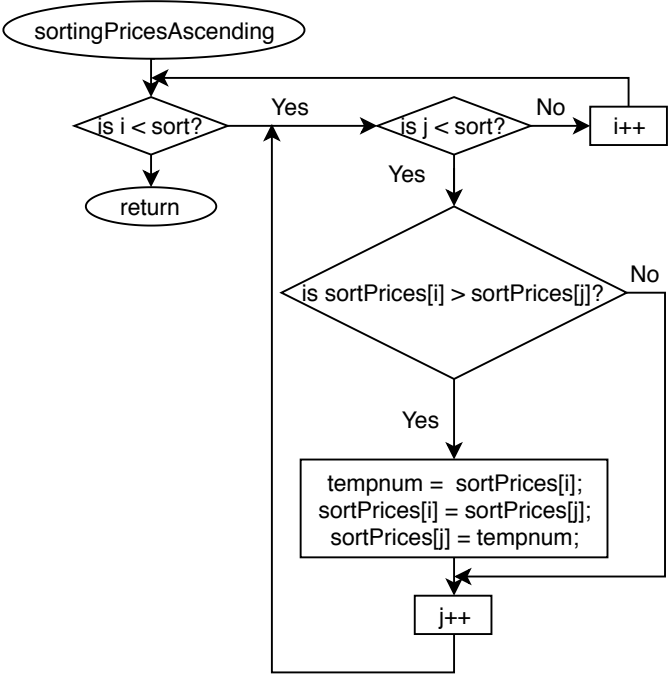 sortingPricesAscending
is i < sort?
Yes
is j < sort?
No
i++
Yes
return
is sortPrices[i] > sortPrices[j]?
No
Yes
tempnum = sortPrices[i];
sortPrices[i] = sortPrices[j];
sortPrices[j] = tempnum;
j++